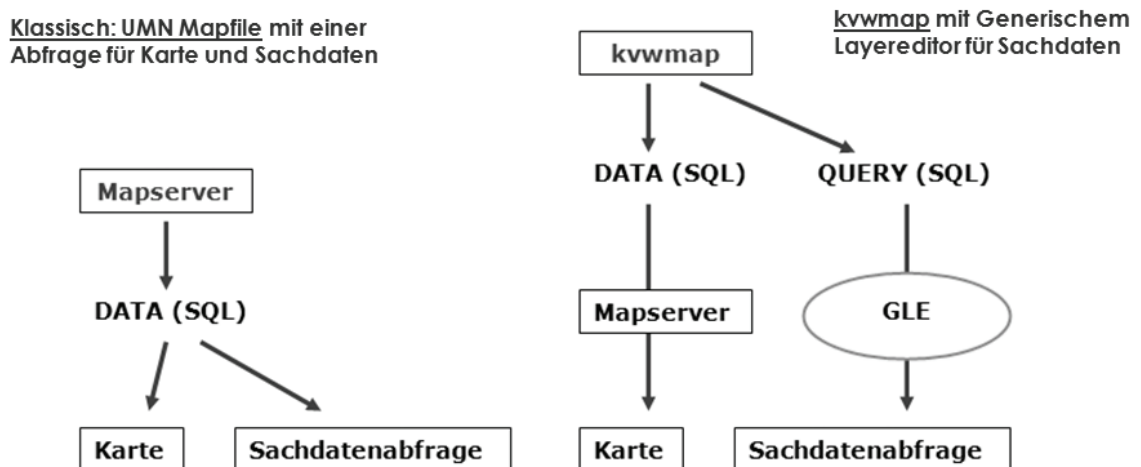 Klassisch: UMN Mapfile mit einer
Abfrage für Karte und Sachdaten
Mapserver
DATA (SQL)
Karte
Sachdatenabfrage
kvwmap mit Generischem
Layereditor für Sachdaten
kvwmap
DATA (SQL)
QUERY (SQL)
Mapserver
GLE
Karte
Sachdatenabfrage